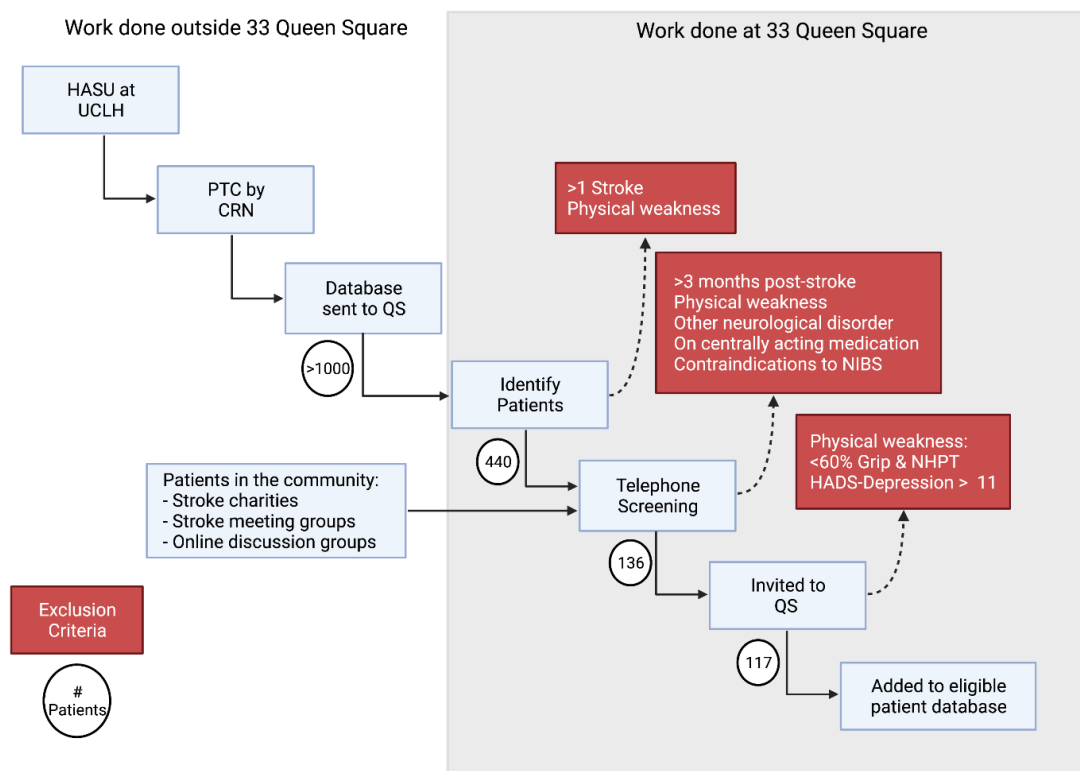 Work done outside 33 Queen Square
Work done at 33 Queen Square
HASU at
UCLH
PTC by
CRN
Database
sent to QS
>1000
Identify
Patients
>1 Stroke
Physical weakness
>3 months post-stroke
Physical weakness
Other neurological disorder
On centrally acting medication
Contraindications to NIBS
440
Patients in the community:
- Stroke charities
- Stroke meeting groups
- Online discussion groups
Telephone
Screening
Physical weakness:
<60% Grip & NHPT
HADS-Depression > 11
136
Invited to
QS
117
Added to eligible
patient database
Exclusion
Criteria
#
Patients